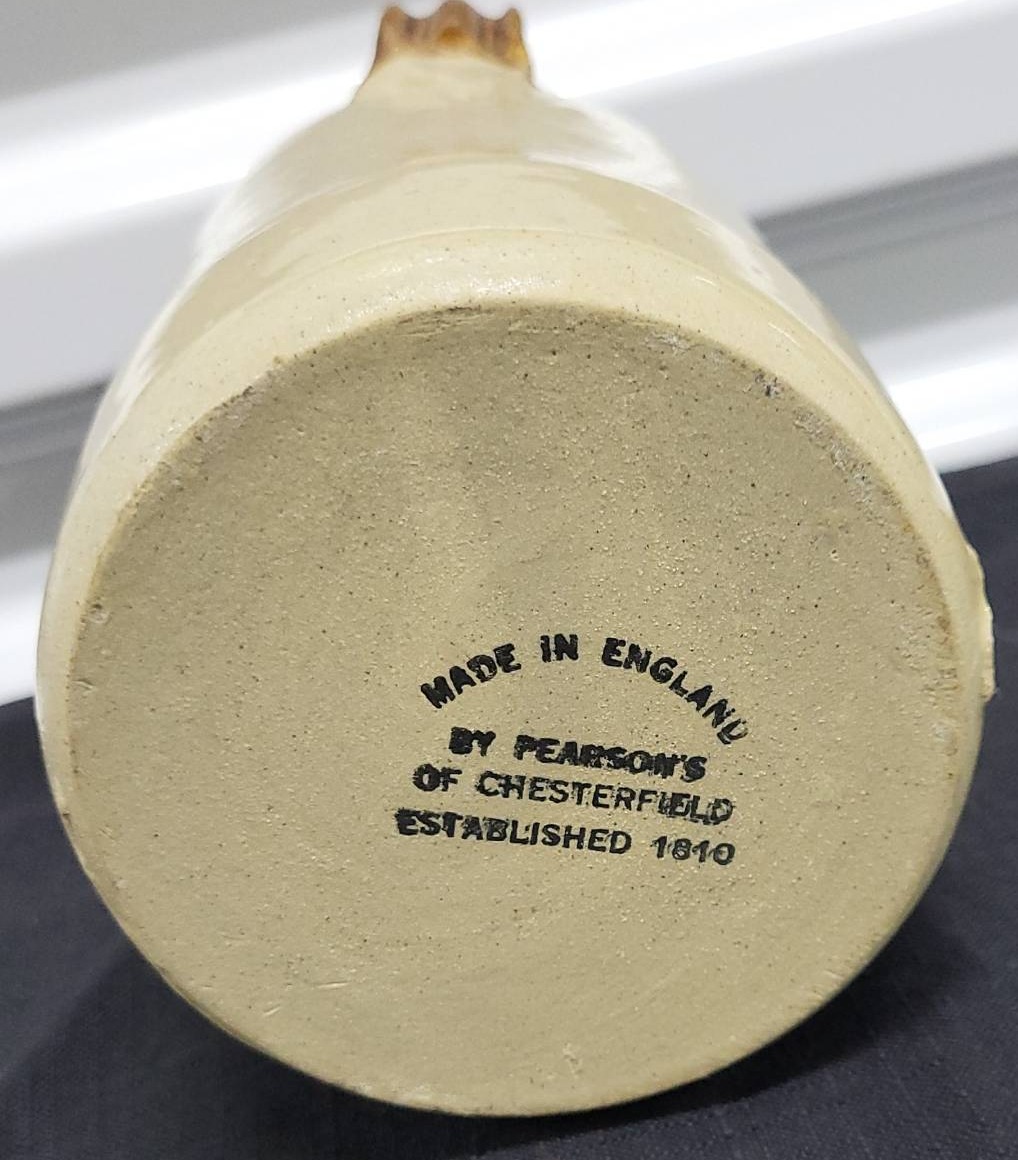 MADE IN ENGLAND
BY PEARSON'S
OF CHESTERFIELD
ESTABLISHED 1810